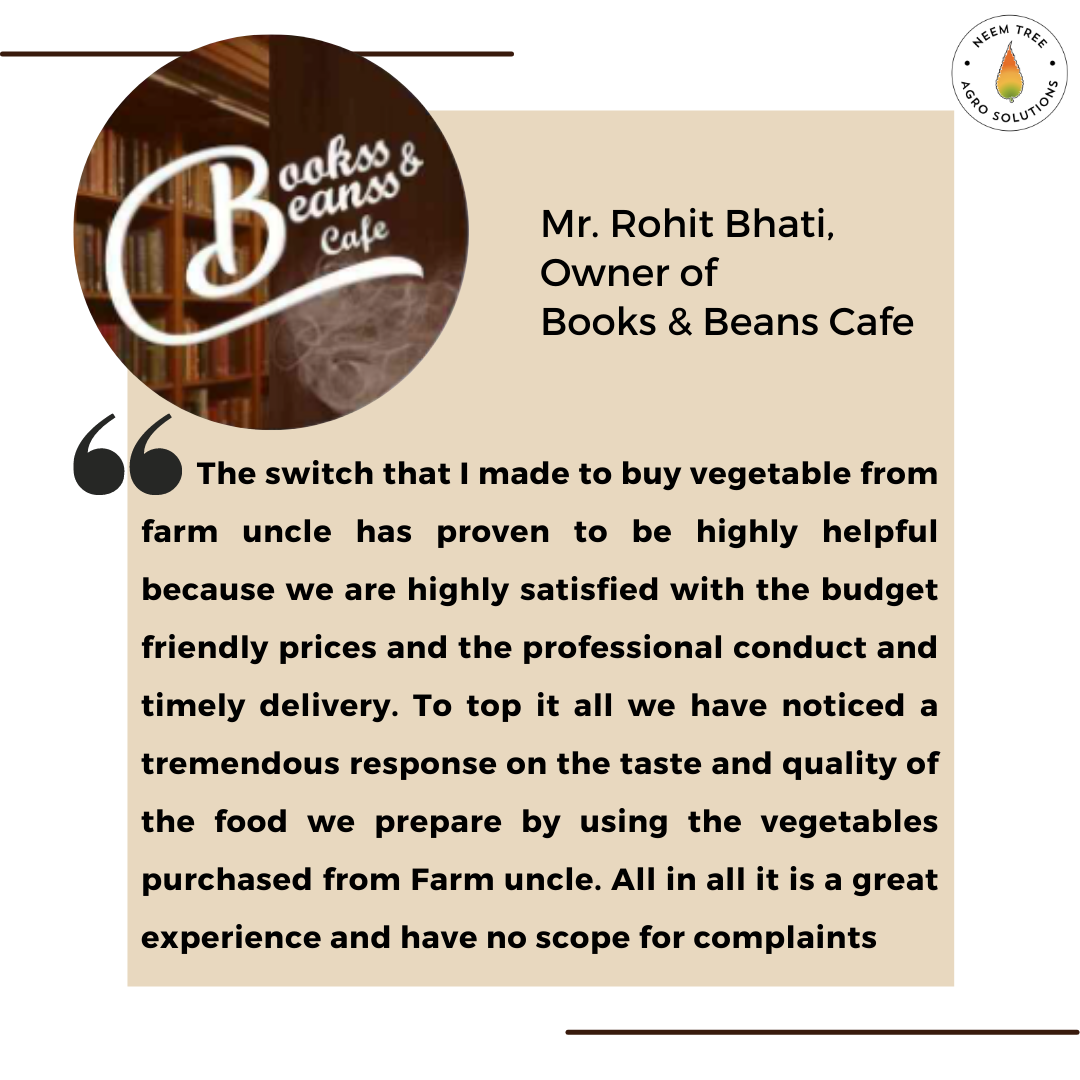 NEEM TREE
AGRO SOLUTIONS
Bookss &
Beanss
Cafe
Mr. Rohit Bhati,
Owner of
Books & Beans Cafe
“ The switch that I made to buy vegetable from
farm uncle has proven to be highly helpful
because we are highly satisfied with the budget
friendly prices and the professional conduct and
timely delivery. To top it all we have noticed a
tremendous response on the taste and quality of
the food we prepare by using the vegetables
purchased from Farm uncle. All in all it is a great
experience and have no scope for complaints